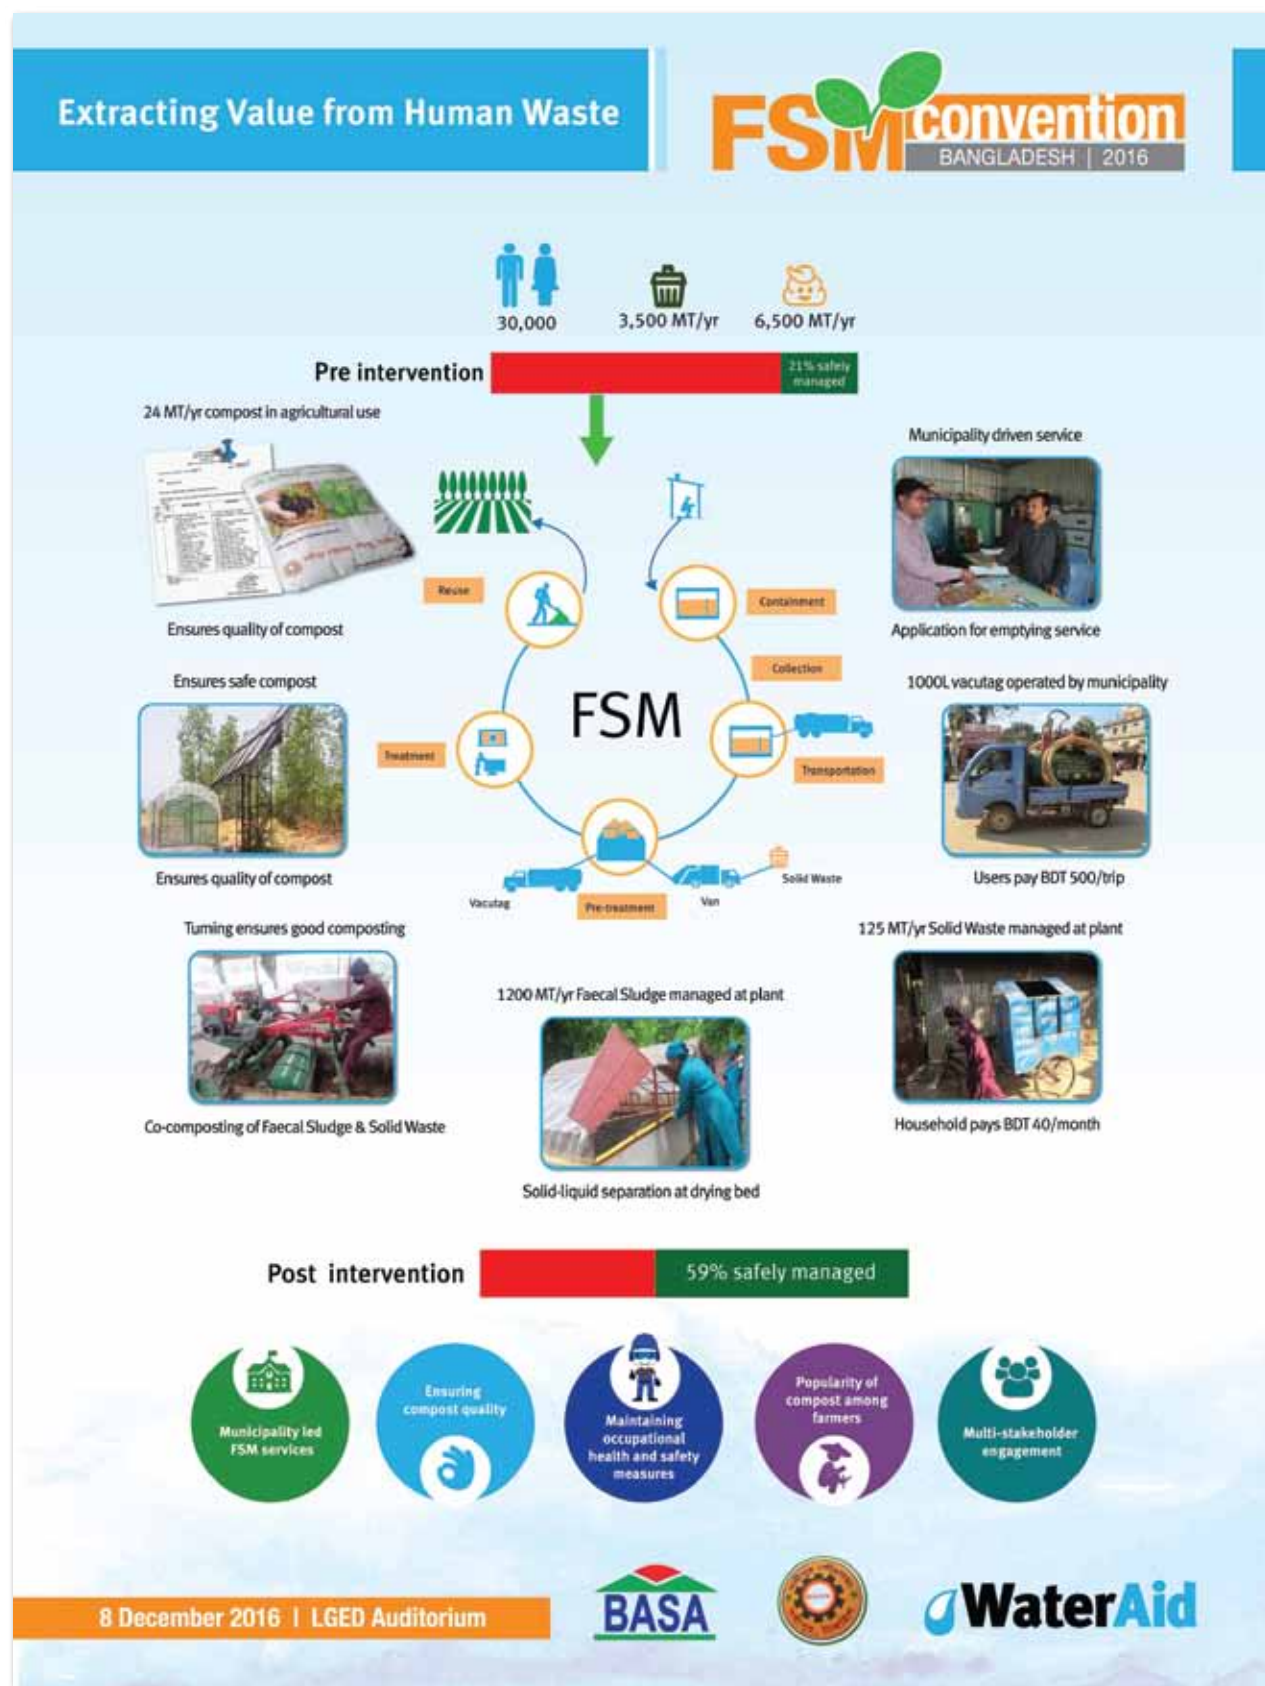 Extracting Value from Human Waste
FSM convention
BANGLADESH | 2016
30,000
3,500 MT/yr
6,500 MT/yr
Pre intervention
21% safely
managed
24 MT/yr compost in agricultural use
Ensures quality of compost
Municipality driven service
Application for emptying service
Reuse
Containment
Collection
Ensures safe compost
Ensures quality of compost
FSM
Treatment
Transportation
1000L vacutag operated by municipality
Users pay BDT 500/trip
Vacutag
Pre-treatment
Van
Solid Waste
Turning ensures good composting
Co-composting of Faecal Sludge & Solid Waste
1200 MT/yr Faecal Sludge managed at plant
Solid-liquid separation at drying bed
125 MT/yr Solid Waste managed at plant
Household pays BDT 40/month
Post intervention
59% safely managed
Municipality led
FSM services
Ensuring
compost quality
Maintaining
occupational
health and safety
measures
Popularity of
compost among
farmers
Multi-stakeholder
engagement
8 December 2016 | LGED Auditorium
BASA
WaterAid